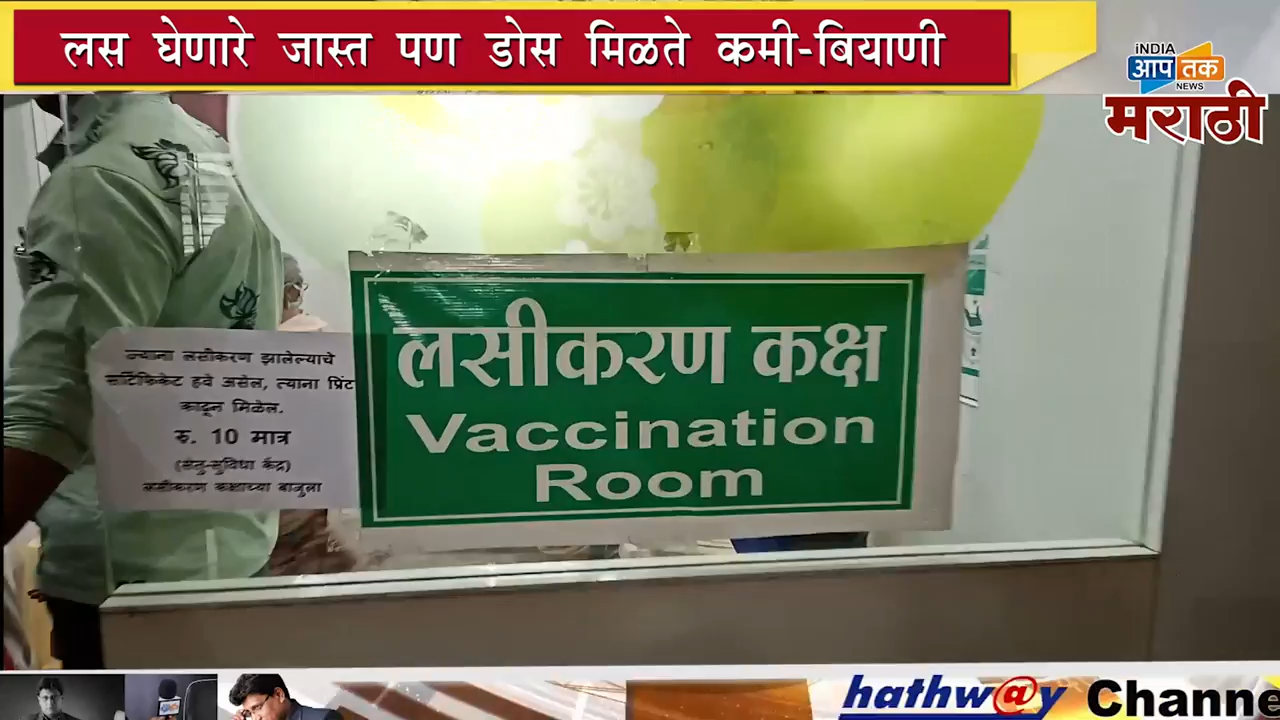 लस घेणारे जास्त पण डोस मिळते कमी-बियाणी
iNDIA
आप तक
NEWS
मराठी
लसीकरण कक्ष
Vaccination
Room
ज्याना लसीकरण झालेल्याचे
सर्टिफिकेट हवे असेल, त्याना प्रिंट
काढून मिळेल.
रु. 10 मात्र
(सेतु-सुविधा केंद्र)
लसीकरण कक्षाच्या बाजुला
hathw@y Channe